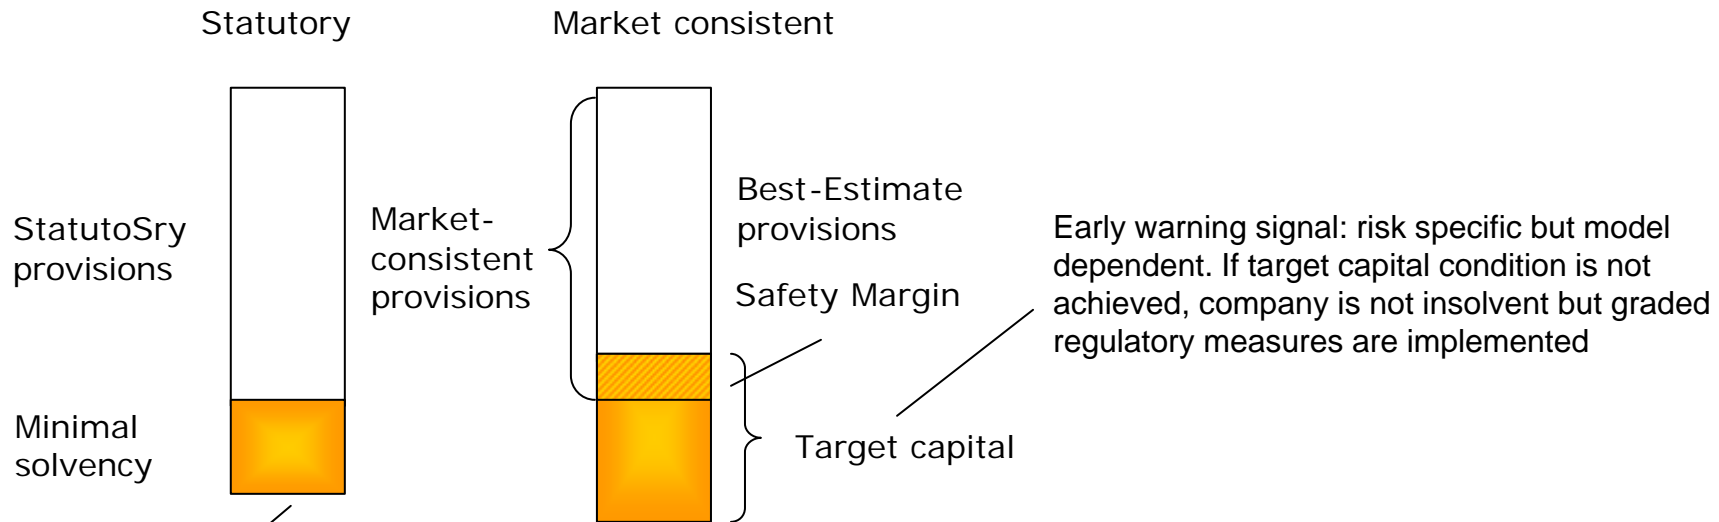 Statutory
Market consistent
StatutoSry
provisions
Market-
consistent
provisions
Best-Estimate
provisions
Safety Margin
Early warning signal: risk specific but model
dependent. If target capital condition is not
achieved, company is not insolvent but graded
regulatory measures are implemented
Minimal
solvency
Target capital